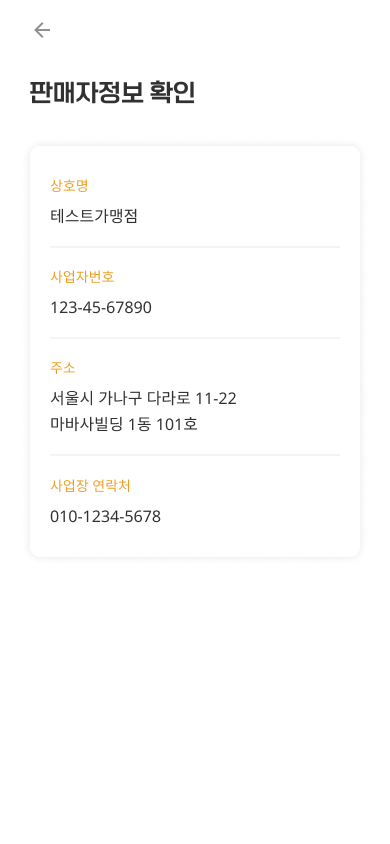 판매자정보 확인
상호명
테스트가맹점
사업자번호
123-45-67890
주소
서울시 가나구 다라로 11-22
마바사빌딩 1동 101호
사업장 연락처
010-1234-5678